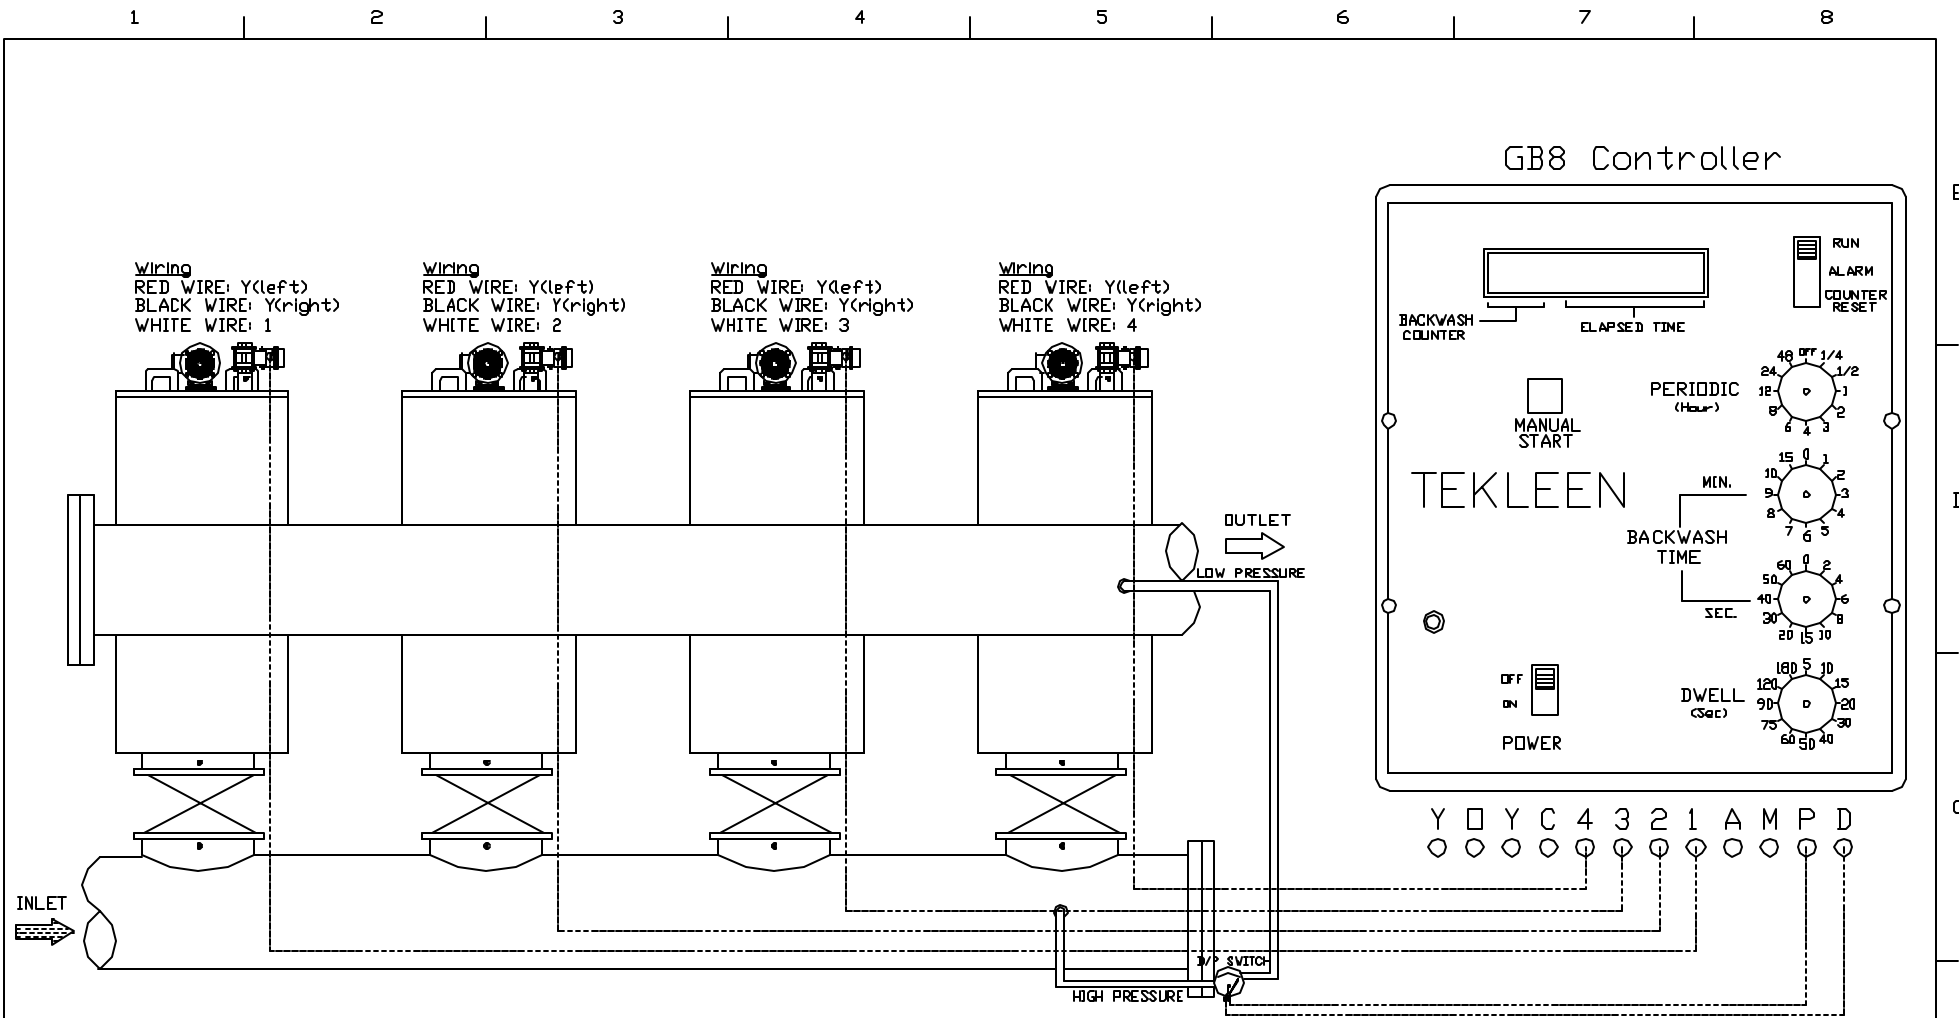 1 2 3 4 5 6 7 8
GB8 Controller
Wiring
RED WIRE: Y(left)
BLACK WIRE: Y(right)
WHITE WIRE: 1
Wiring
RED WIRE: Y(left)
BLACK WIRE: Y(right)
WHITE WIRE: 2
Wiring
RED WIRE: Y(left)
BLACK WIRE: Y(right)
WHITE WIRE: 3
Wiring
RED WIRE: Y(left)
BLACK WIRE: Y(right)
WHITE WIRE: 4
OUTLET
LOW PRESSURE
INLET
HIGH PRESSURE
D/P SWITCH
RUN
ALARM
COUNTER
RESET
BACKWASH
COUNTER
ELAPSED TIME
MANUAL
START
PERIODIC
(Hour)
OFF 1/4 1/2 1 2 3 4 6 8 12 24 48
TEKLEEN
MIN.
0 1 2 3 4 5 6 7 8 9 10 15
BACKWASH
TIME
SEC.
0 2 4 6 8 10 15 20 30 40 50 60
OFF
ON
POWER
DWELL
(Sec)
5 10 15 20 30 40 50 60 75 90 120 180
Y O Y C 4 3 2 1 A M P D